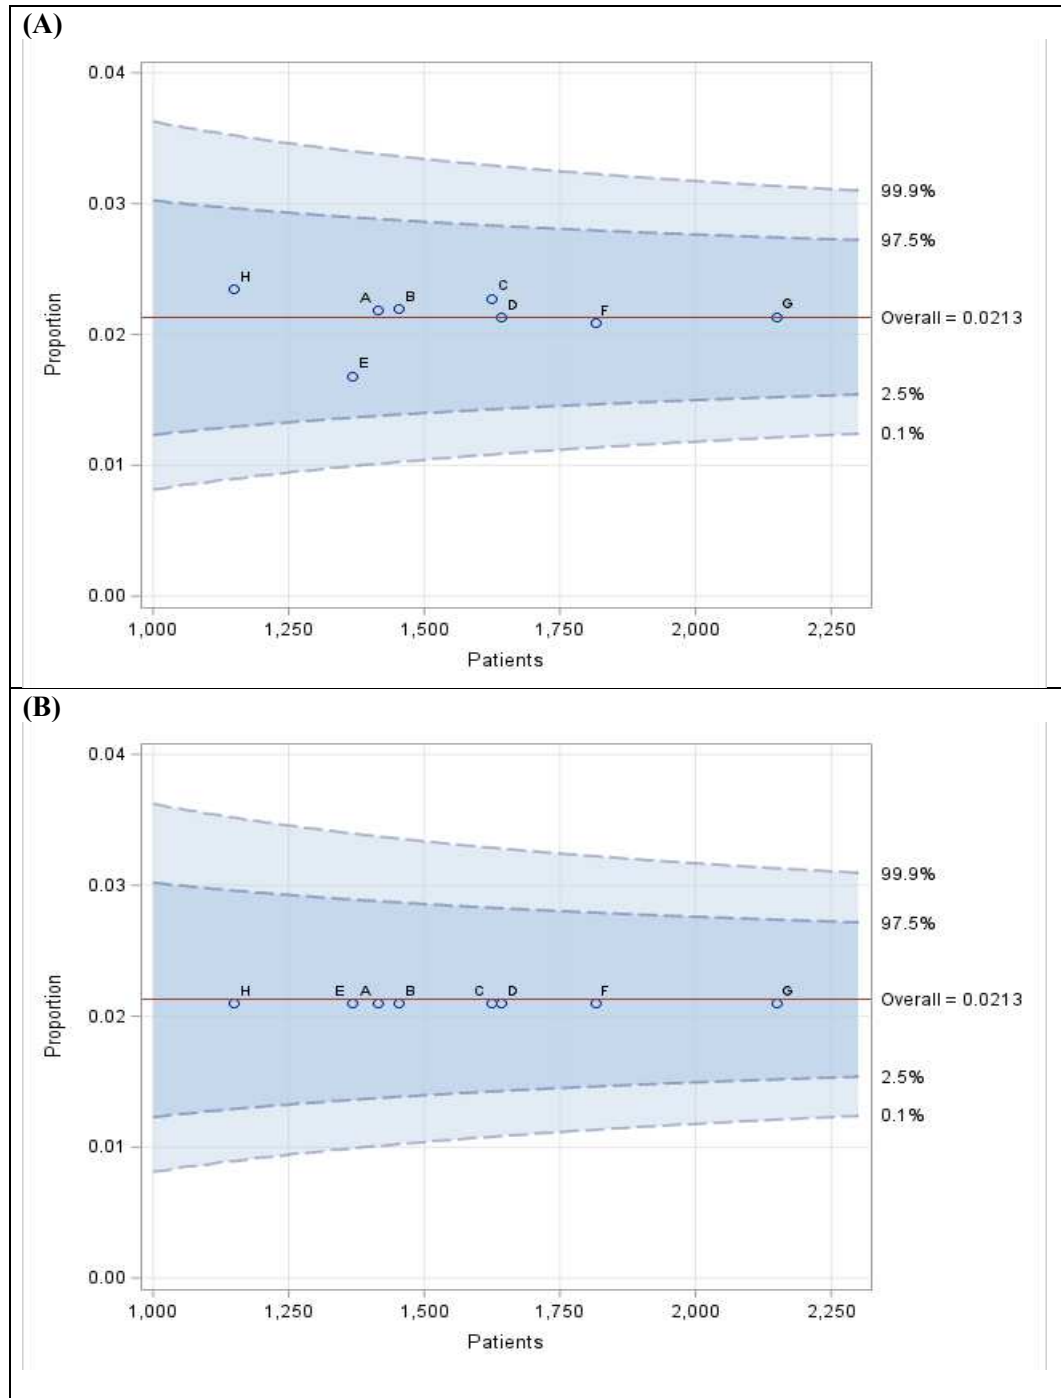 (A)
0.04
99.9%
0.03
97.5%
H
C
A
B
D
F
G
Overall = 0.0213
0.02
E
2.5%
0.1%
0.01
0.00
Proportion
1,000 1,250 1,500 1,750 2,000 2,250
Patients
(B)
0.04
99.9%
0.03
97.5%
H E A B C D F G
Overall = 0.0213
0.02
2.5%
0.1%
0.01
0.00
Proportion
1,000 1,250 1,500 1,750 2,000 2,250
Patients